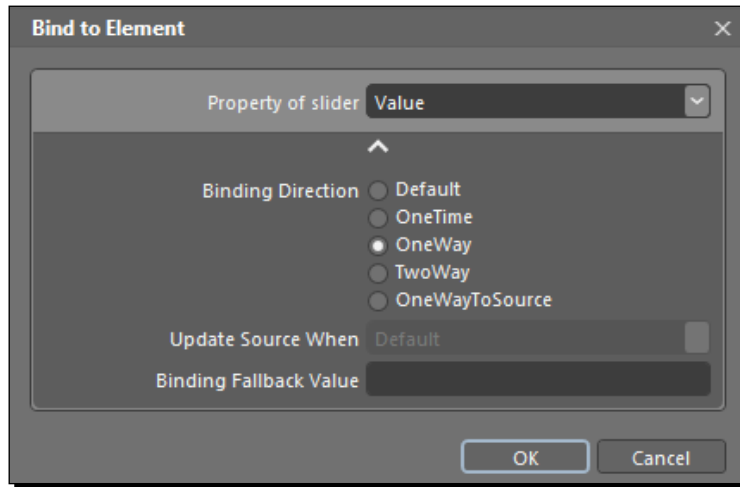 Bind to Element
Property of slider Value
Binding Direction Default
OneTime
OneWay
TwoWay
OneWayToSource
Update Source When Default
Binding Fallback Value
OK Cancel